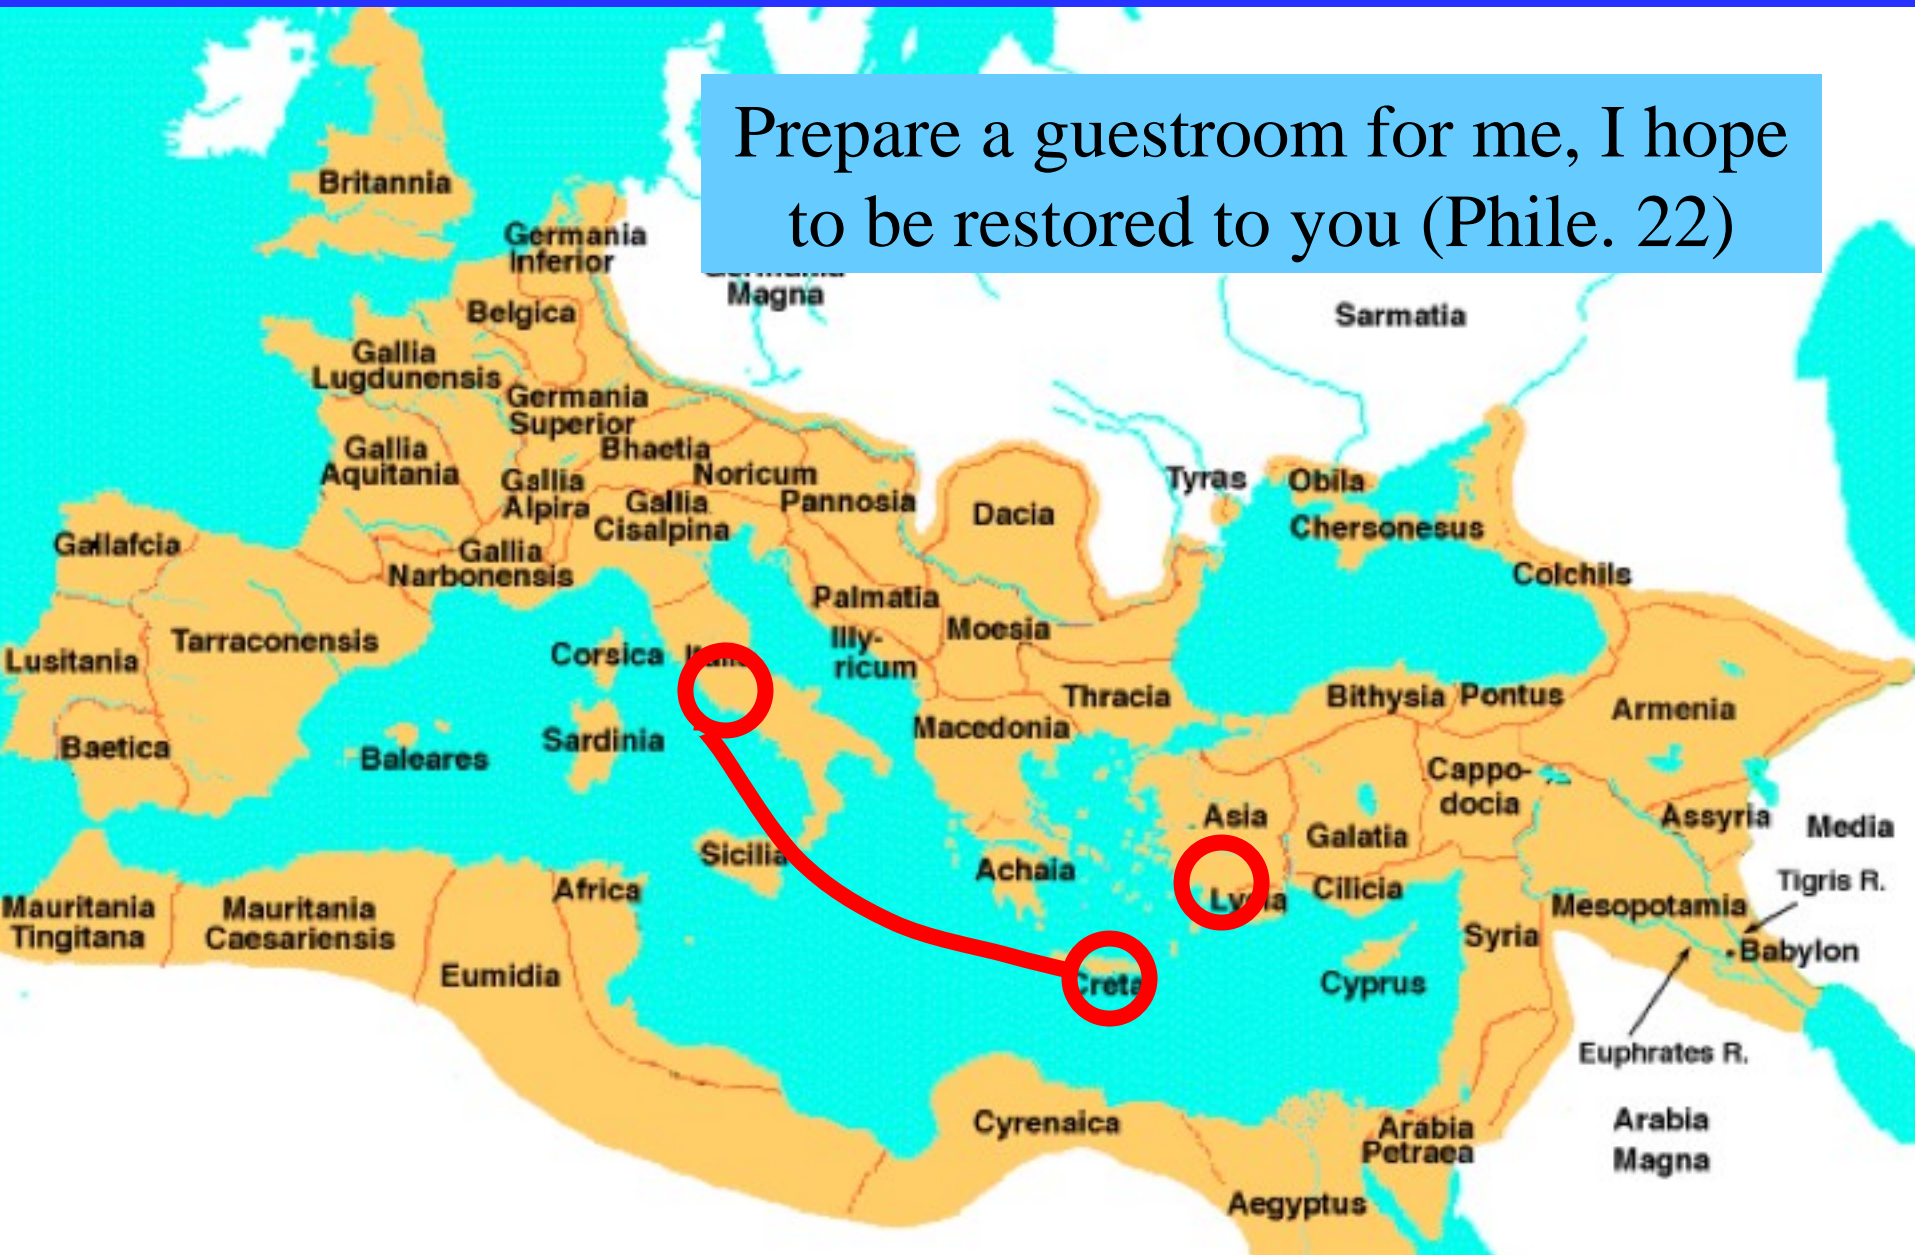 Prepare a guestroom for me, I hope
to be restored to you (Phile. 22)
Britannia
Germania
Inferior
Magna
Sarmatia
Belgica
Gallia
Lugdunensis
Germania
Superior
Bhaetia
Gallia
Aquitania
Gallia
Alpira
Noricum
Gallia
Cisalpina
Pannosia
Dacia
Tyras
Obila
Chersonesus
Gallafcia
Gallia
Narbonensis
Colchils
Palmatia
Illy-
ricum
Moesia
Tarraconensis
Lusitania
Corsica
Thracia
Bithysia
Pontus
Armenia
Macedonia
Baetica
Baleares
Sardinia
Cappo-
docia
Asia
Galatia
Assyria
Media
Sicilia
Achaia
Africa
Lycia
Cilicia
Tigris R.
Mauritania
Tingitana
Mauritania
Caesariensis
Mesopotamia
Syria
Babylon
Eumidia
Creta
Cyprus
Euphrates R.
Cyrenaica
Arabia
Petraea
Arabia
Magna
Aegyptus